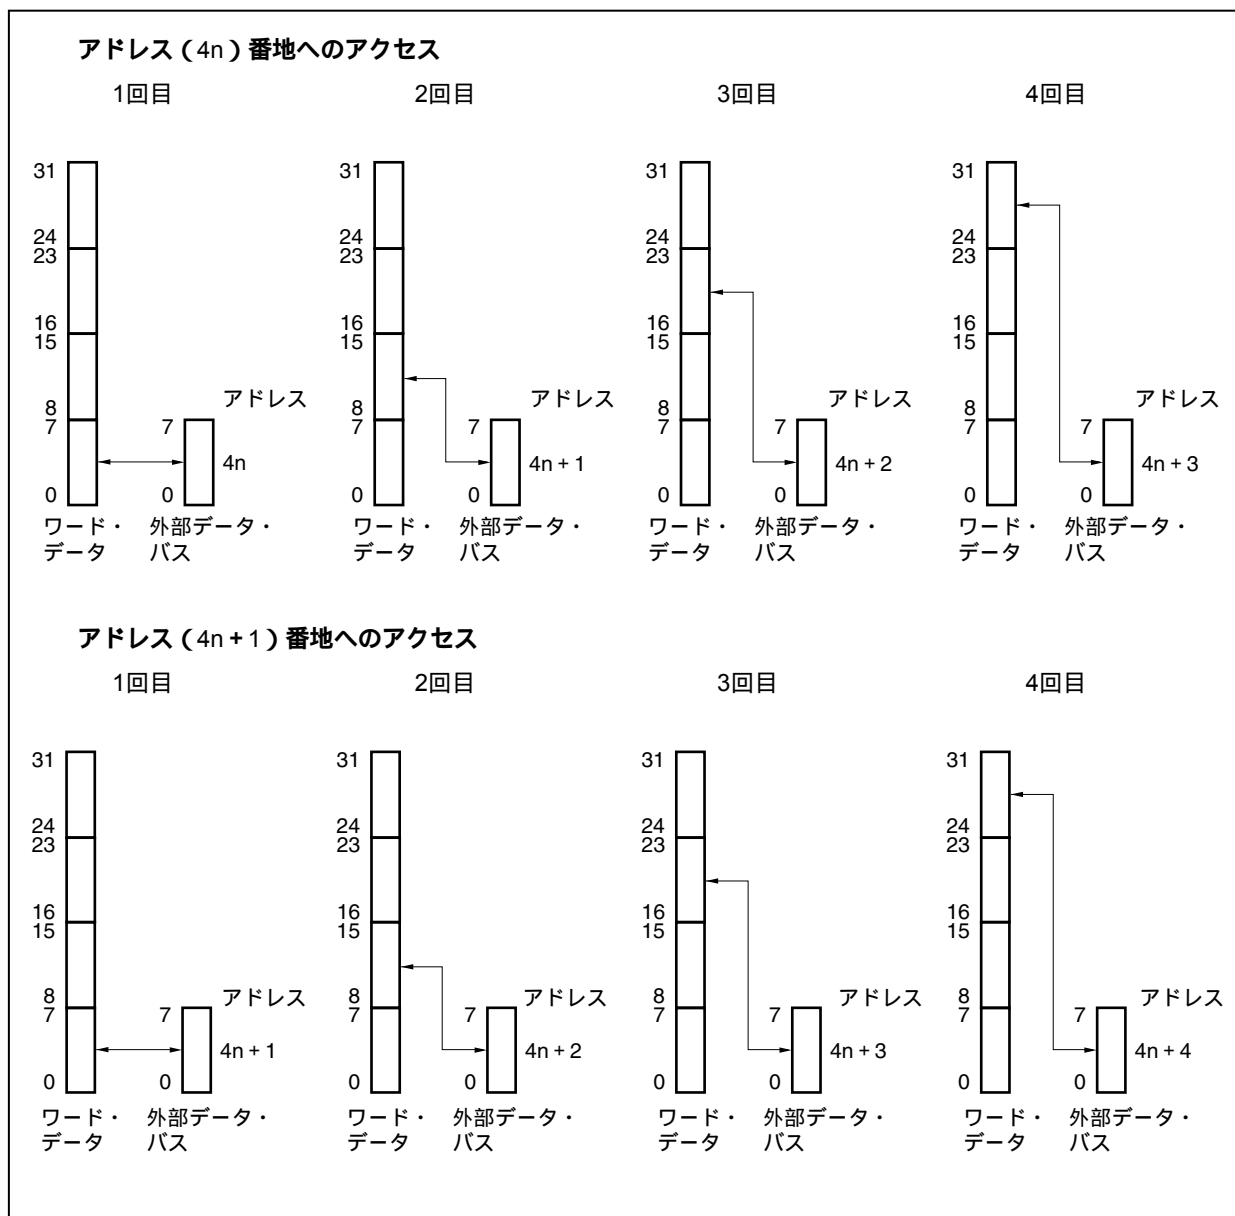 アドレス（4n）番地へのアクセス
1回目 2回目 3回目 4回目
31 31 31 31
24 24 24 24
23 23 23 23
16 16 16 16
15 15 15 15
アドレス アドレス アドレス アドレス
8 8 8 8
7 7 7 7 7 7 7 7
4n 4n + 1 4n + 2 4n + 3
0 0 0 0 0 0 0 0
ワード・ 外部データ・ ワード・ 外部データ・ ワード・ 外部データ・ ワード・ 外部データ・
データ バス データ バス データ バス データ バス
アドレス（4n + 1）番地へのアクセス
1回目 2回目 3回目 4回目
31 31 31 31
24 24 24 24
23 23 23 23
16 16 16 16
15 15 15 15
アドレス アドレス アドレス アドレス
8 8 8 8
7 7 7 7 7 7 7 7
4n + 1 4n + 2 4n + 3 4n + 4
0 0 0 0 0 0 0 0
ワード・ 外部データ・ ワード・ 外部データ・ ワード・ 外部データ・ ワード・ 外部データ・
データ バス データ バス データ バス データ バス